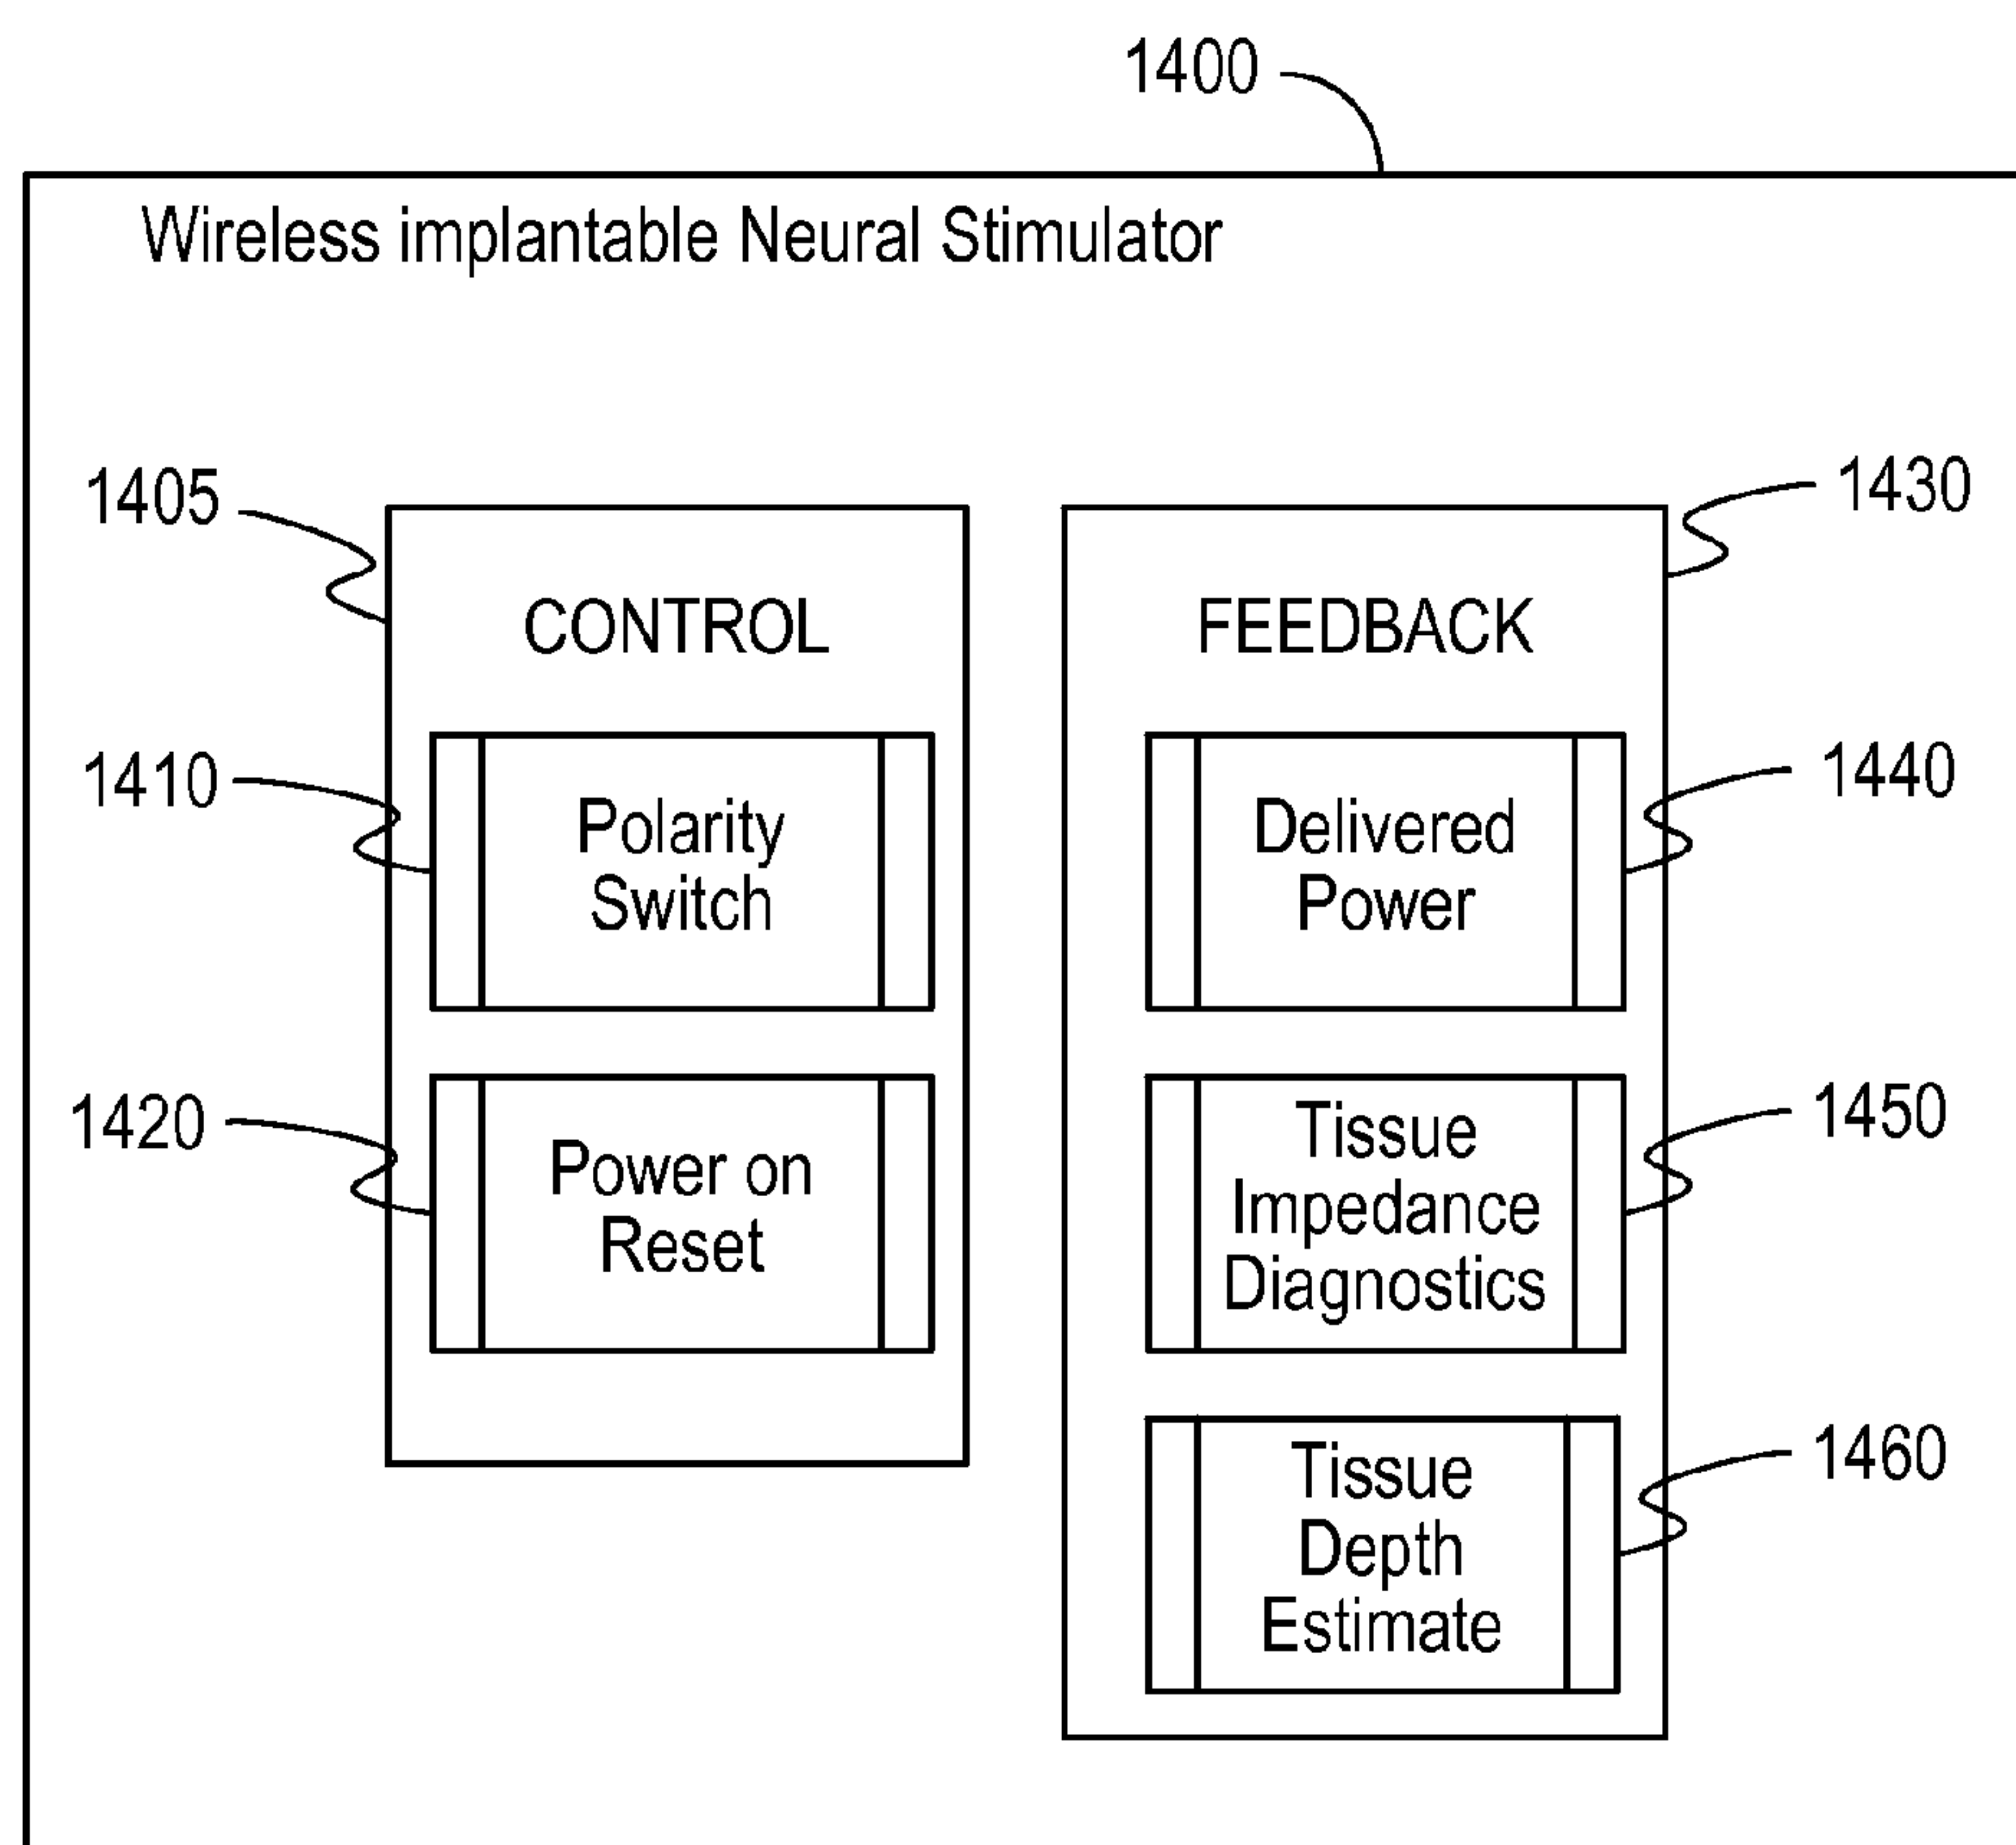 1400
Wireless implantable Neural Stimulator
1405
CONTROL
1410
Polarity
Switch
1420
Power on
Reset
1430
FEEDBACK
1440
Delivered
Power
1450
Tissue
Impedance
Diagnostics
1460
Tissue
Depth
Estimate